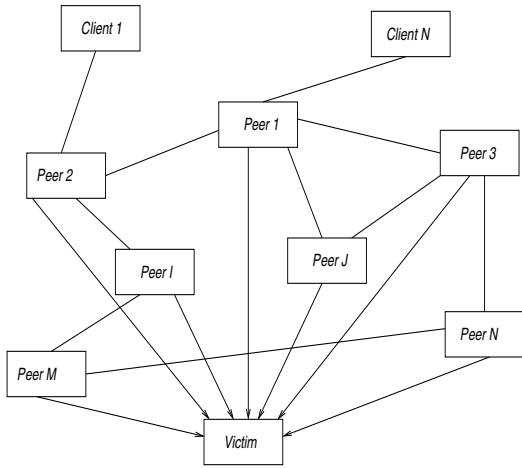 Client 1
Client N
Peer 1
Peer 3
Peer 2
Peer I
Peer J
Peer N
Peer M
Victim